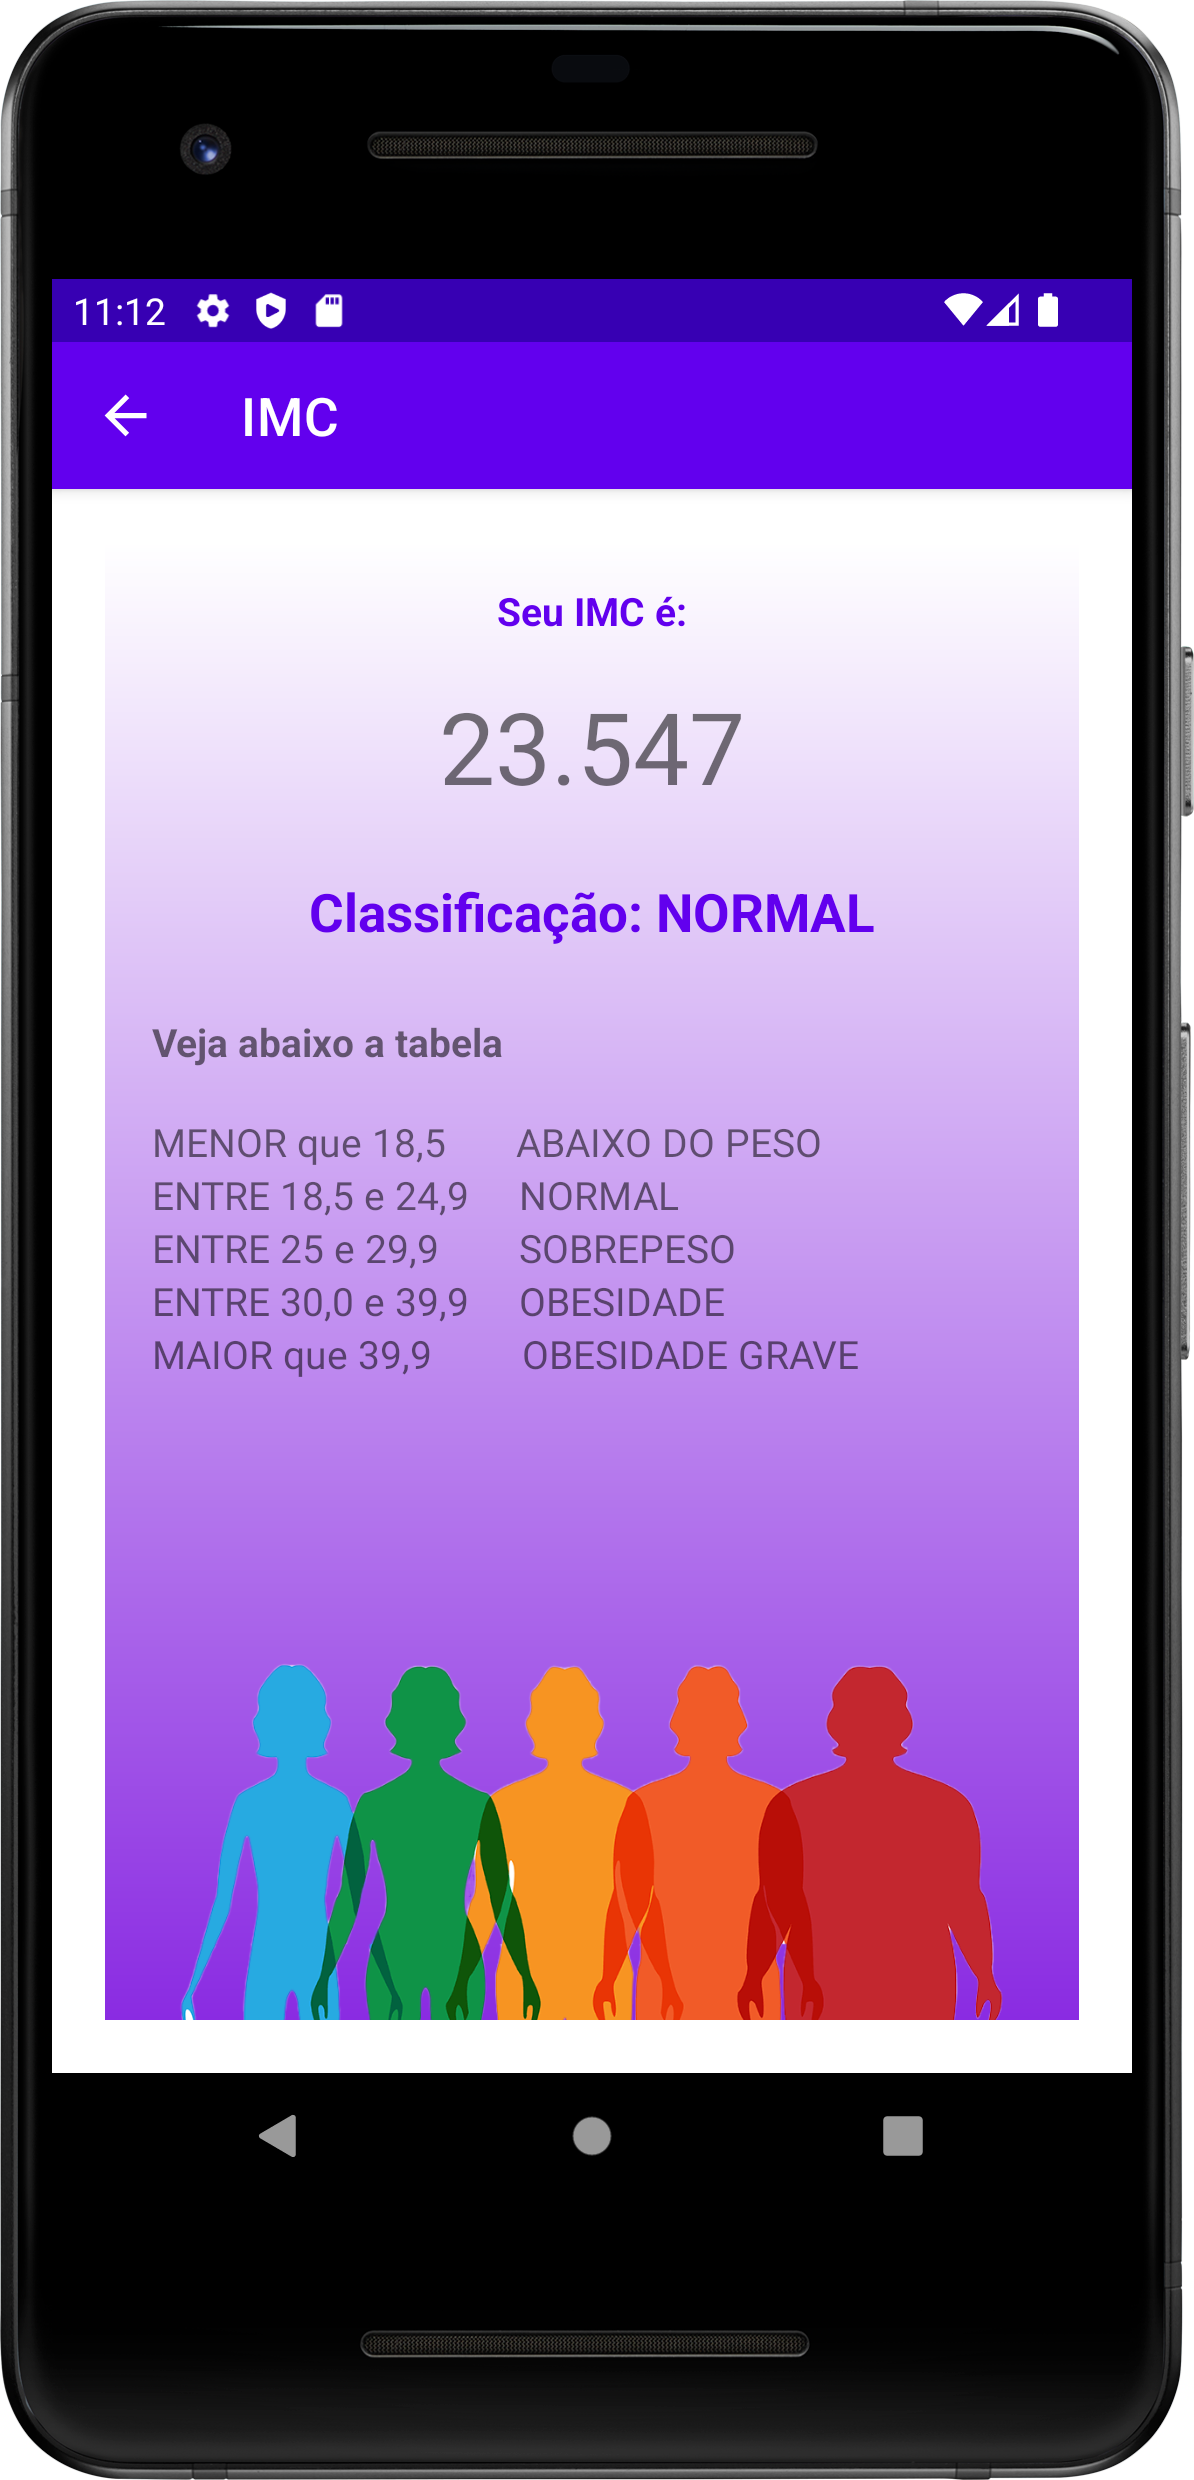 11:12
IMC
Seu IMC é:
23.547
Classificação: NORMAL
Veja abaixo a tabela
MENOR que 18,5 ABAIXO DO PESO
ENTRE 18,5 e 24,9 NORMAL
ENTRE 25 e 29,9 SOBREPESO
ENTRE 30,0 e 39,9 OBESIDADE
MAIOR que 39,9 OBESIDADE GRAVE